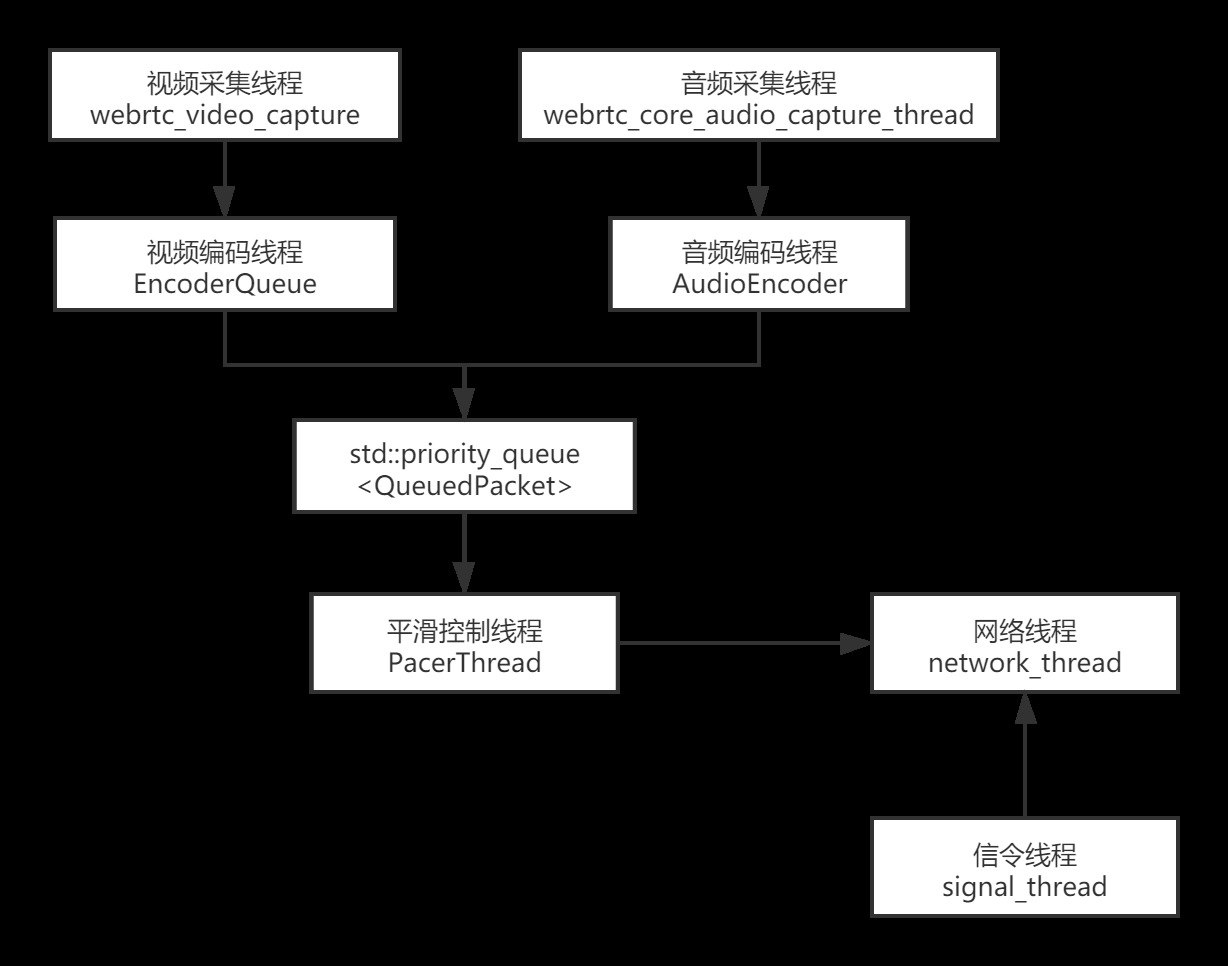 视频采集线程
webrtc_video_capture
音频采集线程
webrtc_core_audio_capture_thread
视频编码线程
EncoderQueue
音频编码线程
AudioEncoder
std::priority_queue
<QueuedPacket>
平滑控制线程
PacerThread
网络线程
network_thread
信令线程
signal_thread